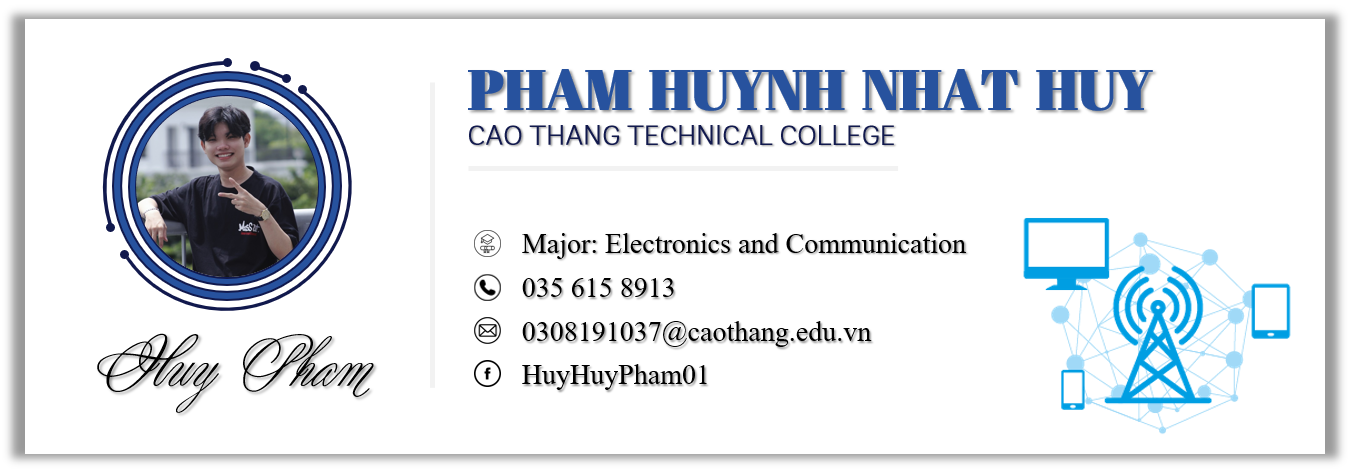 PHAM HUYNH NHAT HUY
CAO THANG TECHNICAL COLLEGE
Major: Electronics and Communication
035 615 8913
0308191037@caothang.edu.vn
HuyHuyPham01
Huy Pham